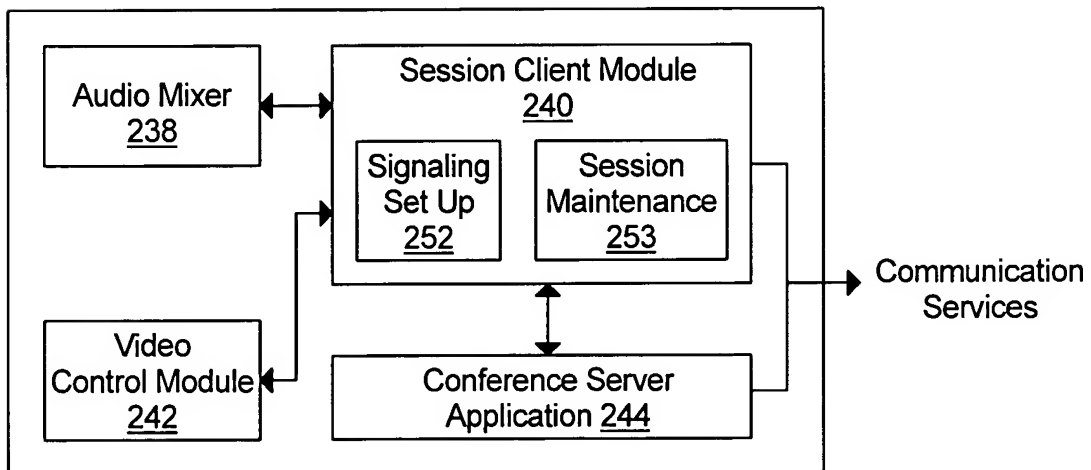 Audio Mixer
238
Session Client Module
240
Signaling
Set Up
252
Session
Maintenance
253
Communication
Services
Video
Control Module
242
Conference Server
Application 244